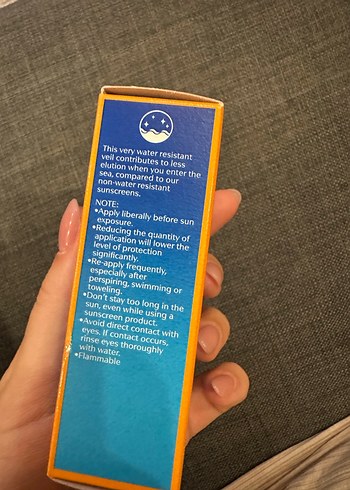 This very water resistant
veil contributes to less
elution when you enter the
sea, compared to our
non-water resistant
sunscreens.
NOTE:
•Apply liberally before sun
exposure.
•Reducing the quantity of
application will lower the
level of protection
significantly.
•Re-apply frequently,
especially after
perspiring, swimming or
toweling.
•Don't stay too long in the
sun, even while using a
sunscreen product.
•Avoid direct contact with
eyes. If contact occurs,
rinse eyes thoroughly
with water.
•Flammable